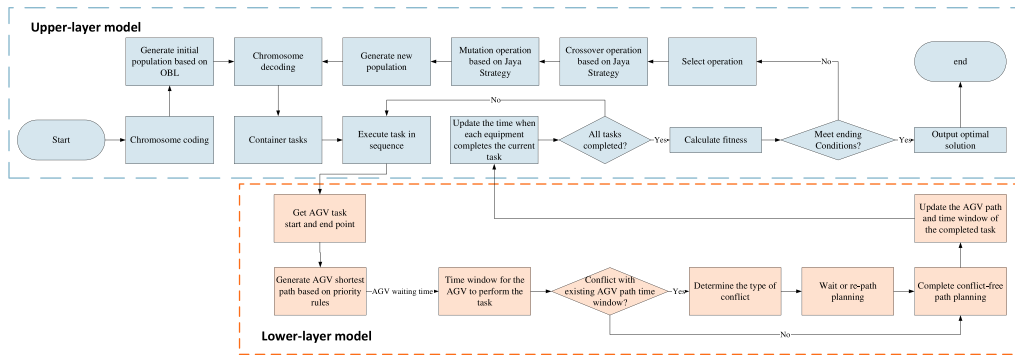 Upper-layer model
Generate initial
population based on
OBL
Chromosome
decoding
Generate new
population
Mutation operation
based on Jaya
Strategy
Crossover operation
based on Jaya
Strategy
Select operation
No
end
Start
Chromosome coding
Container tasks
Execute task in
sequence
No
Update the time when
each equipment
completes the current
task
All tasks
completed?
Yes
Calculate fitness
Meet ending
Conditions?
Yes
Output optimal
solution
Get AGV task
start and end point
Update the AGV path
and time window of
the completed task
Generate AGV shortest
path based on priority
rules
AGV waiting time
Time window for the
AGV to perform the
task
Conflict with
existing AGV path time
window?
Yes
Determine the type of
conflict
Wait or re-path
planning
Complete conflict-free
path planning
No
Lower-layer model